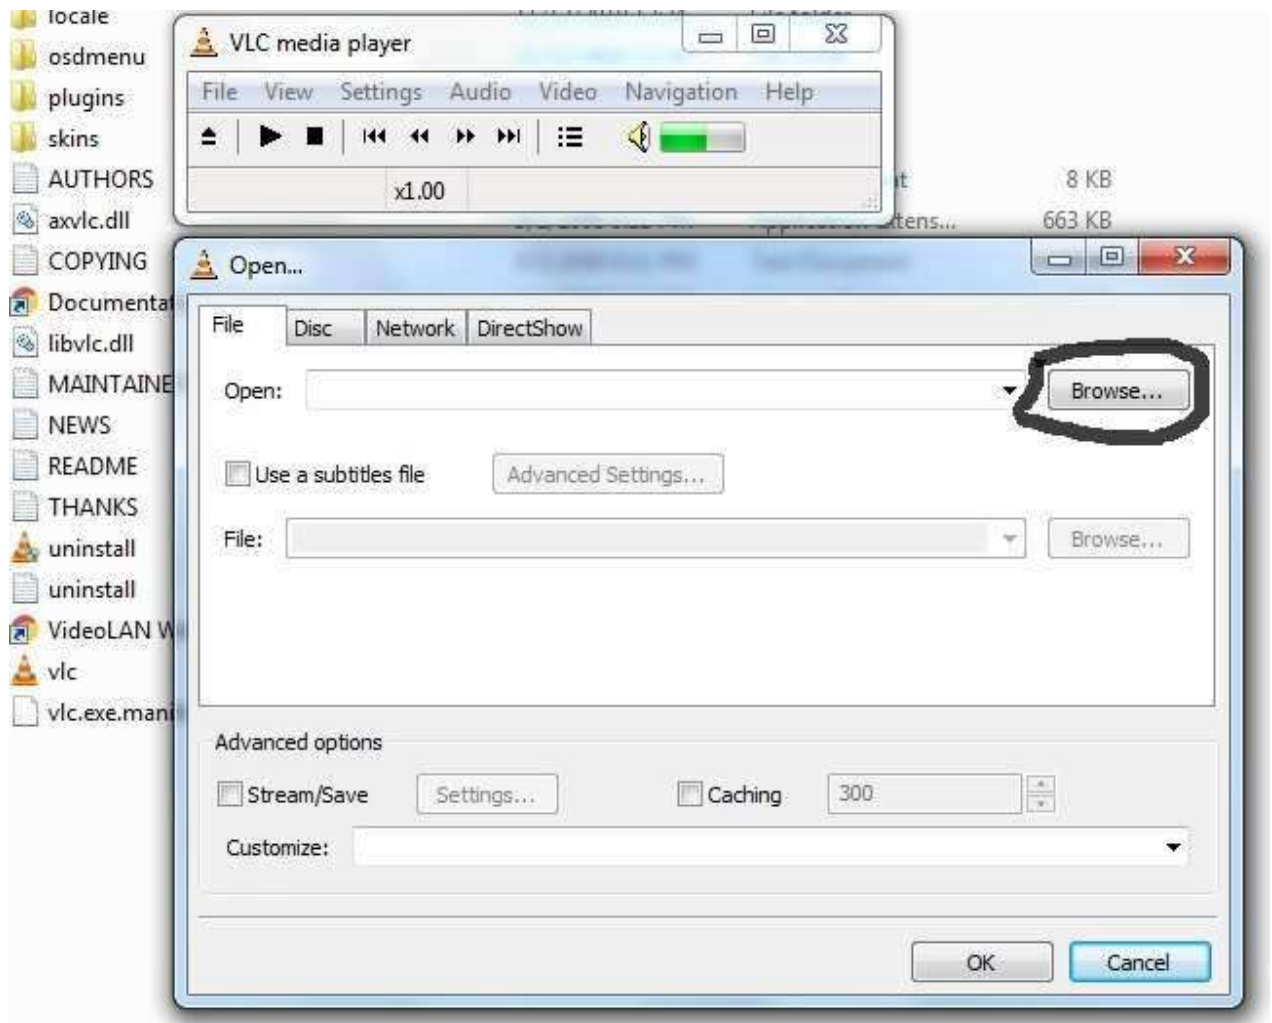 locale
osdmenu
plugins
skins
AUTHORS
axvlc.dll
COPYING
Documentat
libvlc.dll
MAINTAINE
NEWS
README
THANKS
uninstall
uninstall
VideoLAN W
vlc
vlc.exe.mani
8 KB
663 KB
VLC media player
File View Settings Audio Video Navigation Help
x1.00
Open...
File Disc Network DirectShow
Open: Browse...
Use a subtitles file Advanced Settings...
File: Browse...
Advanced options
Stream/Save Settings... Caching 300
Customize:
OK Cancel